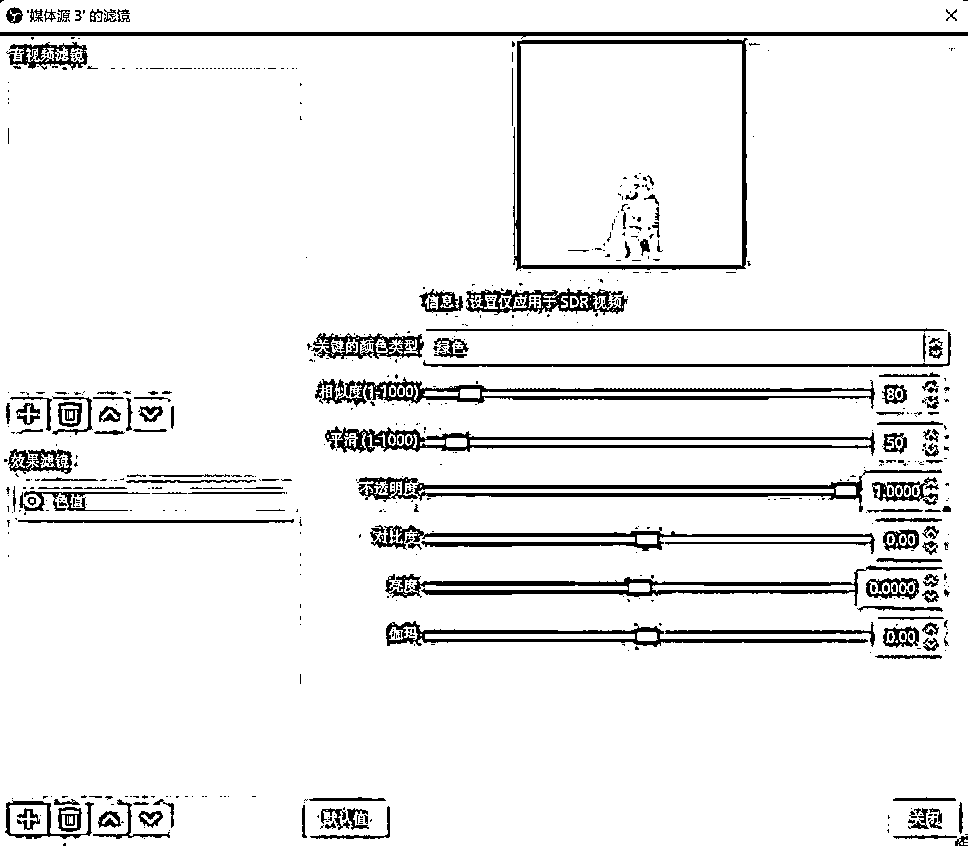 '媒体源 3' 的滤镜
音视频滤镜
信息：设置仅应用于 SDR 视频
关键的颜色类型 绿色
相似度(1-1000) 80
平滑(1-1000) 50
效果滤镜
不透明度 1.0000
色值
对比度 0.00
亮度 0.0000
伽玛 0.00
默认值
关闭